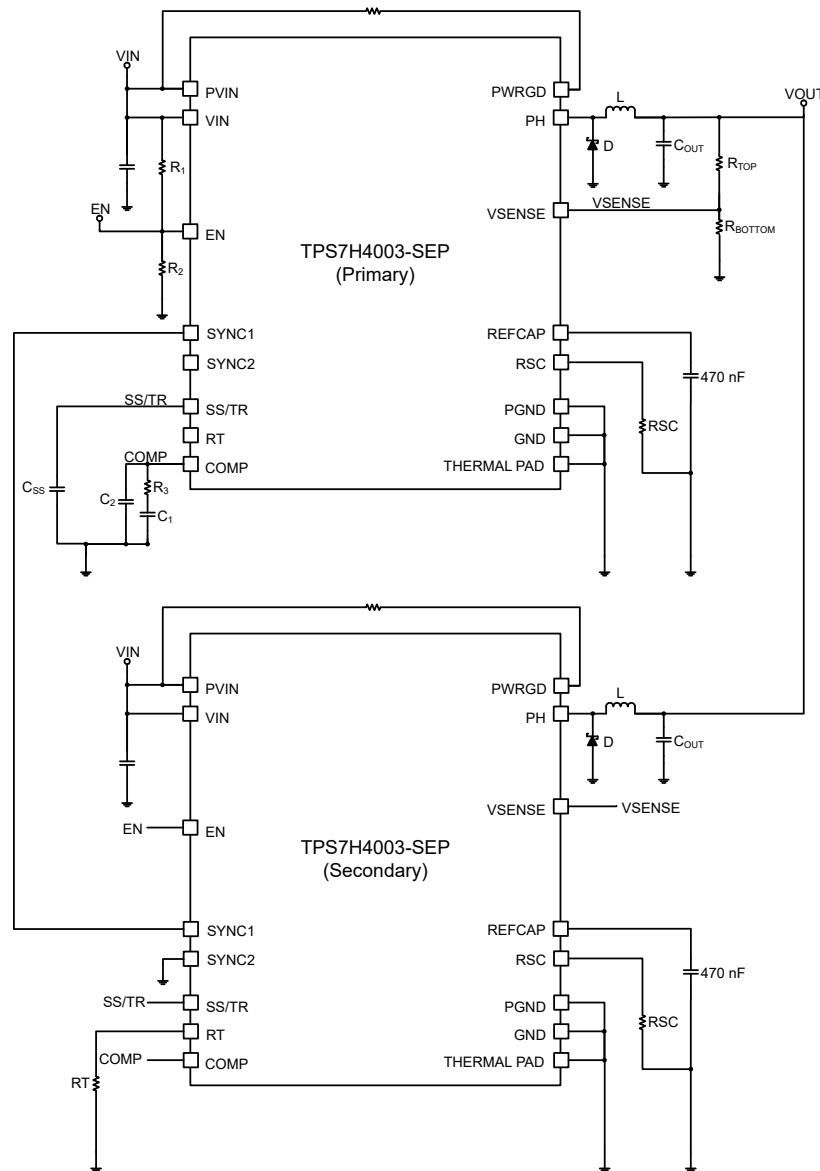 VIN
PVIN
VIN
R1
EN
EN
R2
SYNC1
SYNC2
SS/TR
SS/TR
RT
COMP
COMP
CSS
C2
R3
C1
TPS7H4003-SEP
(Primary)
PWRGD
PH
L
VOUT
D
COUT
RTOP
VSENSE
VSENSE
RBOTTOM
REFCAP
RSC
470 nF
RSC
PGND
GND
THERMAL PAD
VIN
PVIN
VIN
EN
EN
SYNC1
SYNC2
SS/TR
SS/TR
RT
COMP
COMP
RT
TPS7H4003-SEP
(Secondary)
PWRGD
PH
L
D
COUT
VSENSE
VSENSE
REFCAP
RSC
470 nF
RSC
PGND
GND
THERMAL PAD